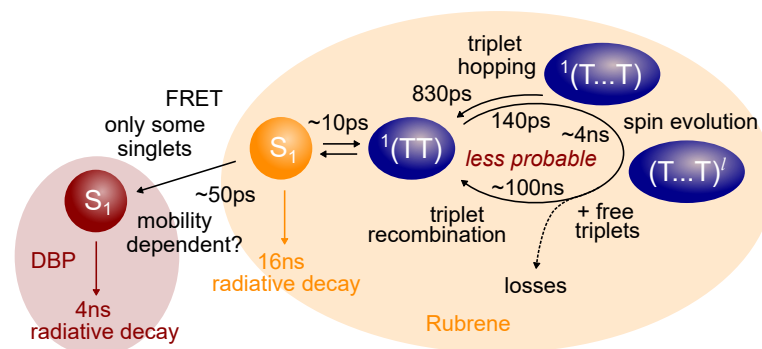 FRET
only some
singlets
S₁
DBP
4ns
radiative decay
~50ps
mobility
dependent?
S₁
16ns
radiative decay
~10ps
¹(TT)
triplet
hopping
¹(T...T)
830ps
140ps
~4ns
spin evolution
(T...T)ˡ
less probable
~100ns
triplet
recombination
+ free
triplets
losses
Rubrene